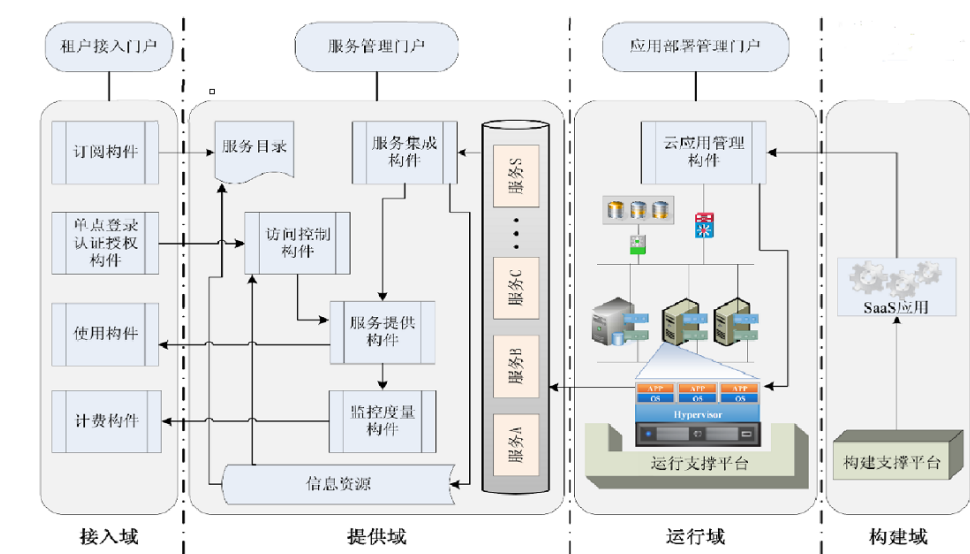 租户接入门户
服务管理门户
应用部署管理门户
订阅构件
单点登录
认证授权
构件
使用构件
计费构件
服务目录
服务集成
构件
访问控制
构件
服务提供
构件
监控度量
构件
信息资源
服务S
服务C
服务B
服务A
云应用管理
构件
APP
APP
APP
OS
OS
OS
Hypervisor
运行支撑平台
SaaS应用
构建支撑平台
接入域
提供域
运行域
构建域